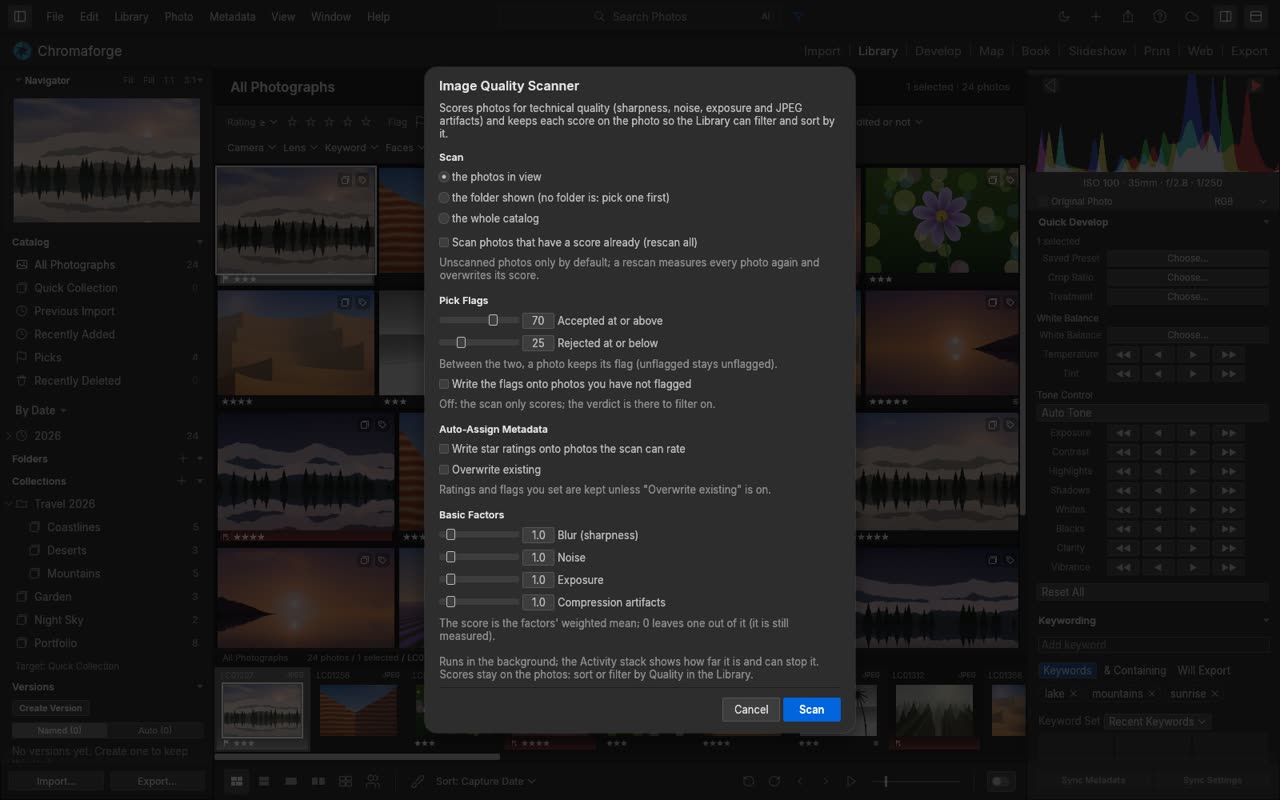 File Edit Library Photo Metadata View Window Help
Search Photos
AI
Chromaforge
Import Library Develop Map Book Slideshow Print Web Export
Navigator
Fit Fill 1:1 3:1
All Photographs
1 selected · 24 photos
Rating ≥
Flag
edited or not
Camera Lens Keyword Faces
Catalog
All Photographs 24
Quick Collection 0
Previous Import 0
Recently Added 0
Picks 4
Recently Deleted 0
By Date
2026 24
Folders
Collections
Travel 2026
Coastlines 5
Deserts 3
Mountains 5
Garden 3
Night Sky 2
Portfolio 8
Target: Quick Collection
Versions
Create Version
Named (0) Auto (0)
No versions yet. Create one to keep
Import... Export...
Image Quality Scanner
Scores photos for technical quality (sharpness, noise, exposure and JPEG
artifacts) and keeps each score on the photo so the Library can filter and sort by
it.
Scan
the photos in view
the folder shown (no folder is: pick one first)
the whole catalog
Scan photos that have a score already (rescan all)
Unscanned photos only by default; a rescan measures every photo again and
overwrites its score.
Pick Flags
70 Accepted at or above
25 Rejected at or below
Between the two, a photo keeps its flag (unflagged stays unflagged).
Write the flags onto photos you have not flagged
Off: the scan only scores; the verdict is there to filter on.
Auto-Assign Metadata
Write star ratings onto photos the scan can rate
Overwrite existing
Ratings and flags you set are kept unless "Overwrite existing" is on.
Basic Factors
1.0 Blur (sharpness)
1.0 Noise
1.0 Exposure
1.0 Compression artifacts
The score is the factors' weighted mean; 0 leaves one out of it (it is still
measured).
Runs in the background; the Activity stack shows how far it is and can stop it.
Scores stay on the photos: sort or filter by Quality in the Library.
Cancel Scan
All Photographs 24 photos / 1 selected /
JPEG
Sort: Capture Date
ISO 100 · 35mm · f/2.8 · 1/250
Original Photo RGB
Quick Develop
1 selected
Saved Preset Choose...
Crop Ratio Choose...
Treatment Choose...
White Balance
White Balance Choose...
Temperature
Tint
Tone Control
Auto Tone
Exposure
Contrast
Highlights
Shadows
Whites
Blacks
Clarity
Vibrance
Reset All
Keywording
Add keyword
Keywords & Containing Will Export
lake × mountains × sunrise ×
Keyword Set Recent Keywords
Sync Metadata Sync Settings